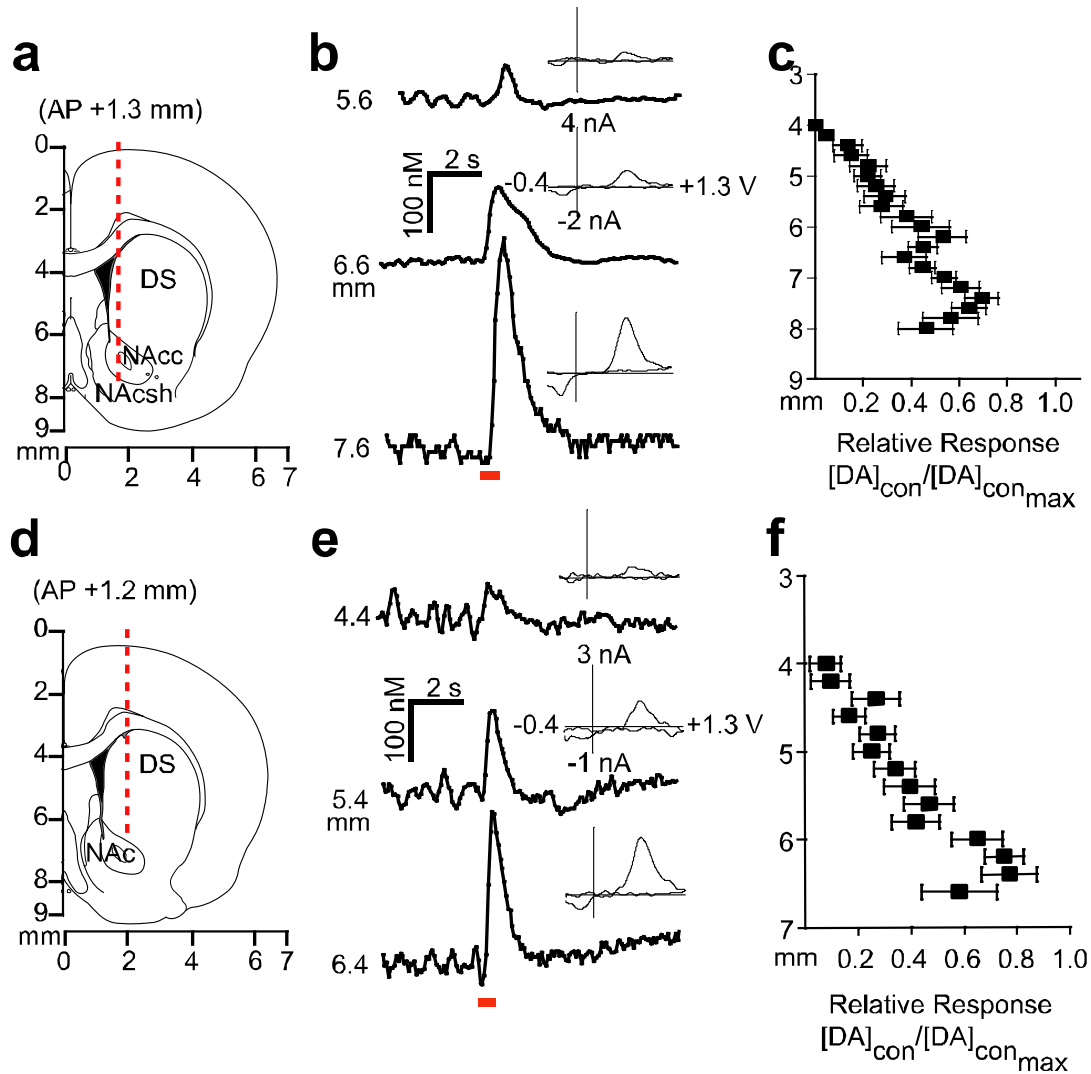 a
(AP +1.3 mm)
0
2
4
6
8
9
mm
0
2
4
6
7
DS
NAcc
NAcsh
b
5.6
4 nA
2 s
100 nM
-0.4
+1.3 V
-2 nA
6.6
mm
7.6
c
3
4
5
6
7
8
9
mm
0.2
0.4
0.6
0.8
1.0
Relative Response
[DA]con/[DA]conmax
d
(AP +1.2 mm)
0
2
4
6
8
9
mm
0
2
4
6
7
DS
NAc
e
4.4
3 nA
2 s
100 nM
-0.4
+1.3 V
-1 nA
5.4
mm
6.4
f
3
4
5
6
7
mm
0.2
0.4
0.6
0.8
1.0
Relative Response
[DA]con/[DA]conmax